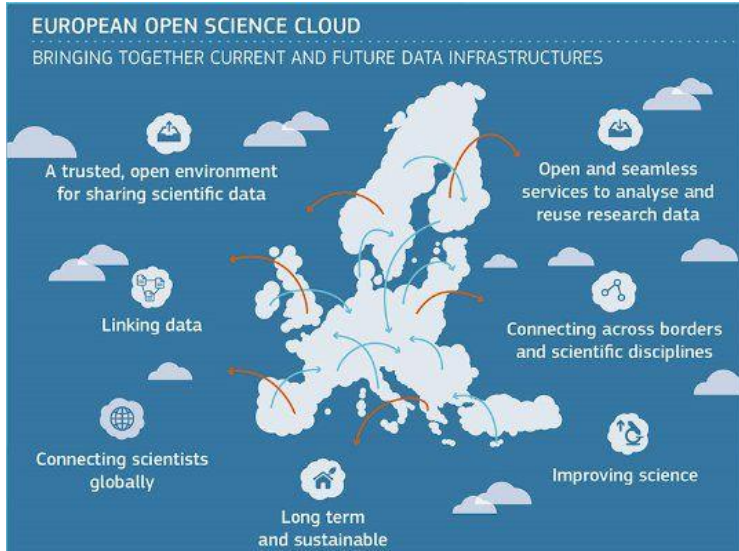 EUROPEAN OPEN SCIENCE CLOUD
BRINGING TOGETHER CURRENT AND FUTURE DATA INFRASTRUCTURES
A trusted, open environment
for sharing scientific data
Open and seamless
services to analyse and
reuse research data
Linking data
Connecting across borders
and scientific disciplines
Connecting scientists
globally
Improving science
Long term
and sustainable